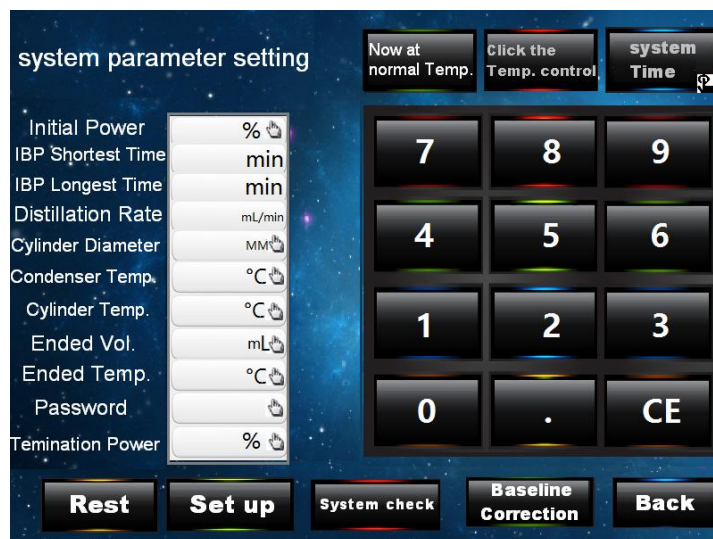 system parameter setting
Now at
normal Temp.
Click the
Temp. control
system
Time
Initial Power %
IBP Shortest Time min
IBP Longest Time min
Distillation Rate mL/min
Cylinder Diameter MM
Condenser Temp. °C
Cylinder Temp. °C
Ended Vol. mL
Ended Temp. °C
Password
Temination Power %
7 8 9
4 5 6
1 2 3
0 . CE
Rest
Set up
System check
Baseline
Correction
Back